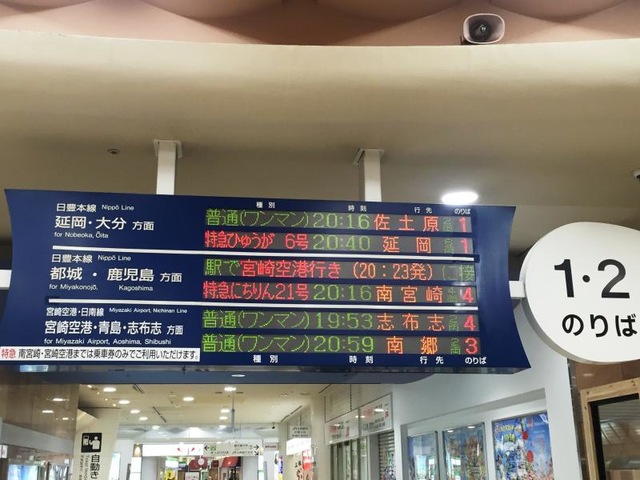 種別 時刻 行先 のりば
日豊本線 Nippō Line
延岡・大分 方面
for Nobeoka, Ōita
普通(ワンマン) 20:16 佐土原 1
特急ひゅうが 6号 20:40 延岡 1
日豊本線 Nippō Line
都城・鹿児島 方面
for Miyakonojō, Kagoshima
駅で宮崎空港行き(20:23発)に接
特急にちりん21号 20:16 南宮崎 4
宮崎空港・日南線 Miyazaki Airport, Nichinan Line
宮崎空港・青島・志布志 方面
for Miyazaki Airport, Aoshima, Shibushi
普通(ワンマン) 19:53 志布志 4
普通(ワンマン) 20:59 南郷 3
特急 南宮崎・宮崎空港までは乗車券のみでご利用いただけます。
種別 時刻 行先 のりば
1・2
のりば
自動き